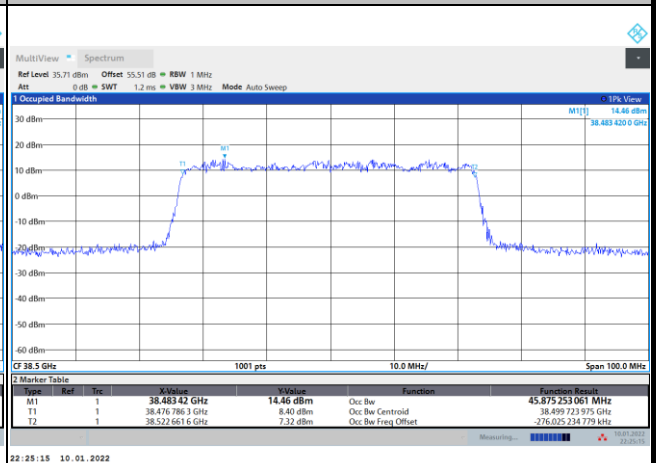 MultiView Spectrum
Ref Level 35.71 dBm Offset 55.51 dB RBW 1 MHz
Att 0 dB SWT 1.2 ms VBW 3 MHz Mode Auto Sweep
1 Occupied Bandwidth 1Pk View
M1[1] 14.46 dBm
38.483 420 0 GHz
30 dBm
20 dBm
M1
T1 T2
10 dBm
0 dBm
-10 dBm
-20 dBm
-30 dBm
-40 dBm
-50 dBm
-60 dBm
CF 38.5 GHz 1001 pts 10.0 MHz/ Span 100.0 MHz
2 Marker Table
Type Ref Trc X-Value Y-Value Function Function Result
M1 1 38.483 42 GHz 14.46 dBm Occ Bw 45.875 253 061 MHz
T1 1 38.476 786 3 GHz 8.40 dBm Occ Bw Centroid 38.499 723 975 GHz
T2 1 38.522 661 6 GHz 7.32 dBm Occ Bw Freq Offset -276.025 234 779 kHz
Measuring... 10.01.2022
22:25:15
22:25:15 10.01.2022